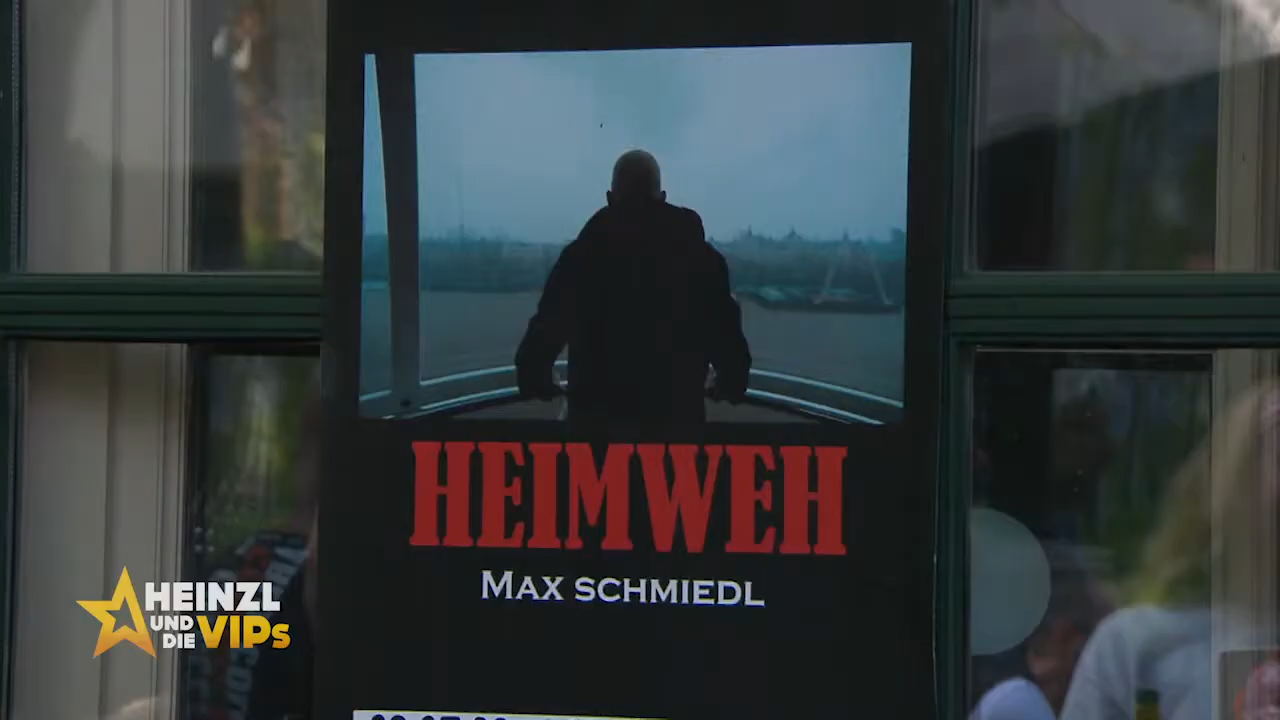 HEIMWEH
MAX SCHMIEDL
HEINZL
UND
DIE VIPs